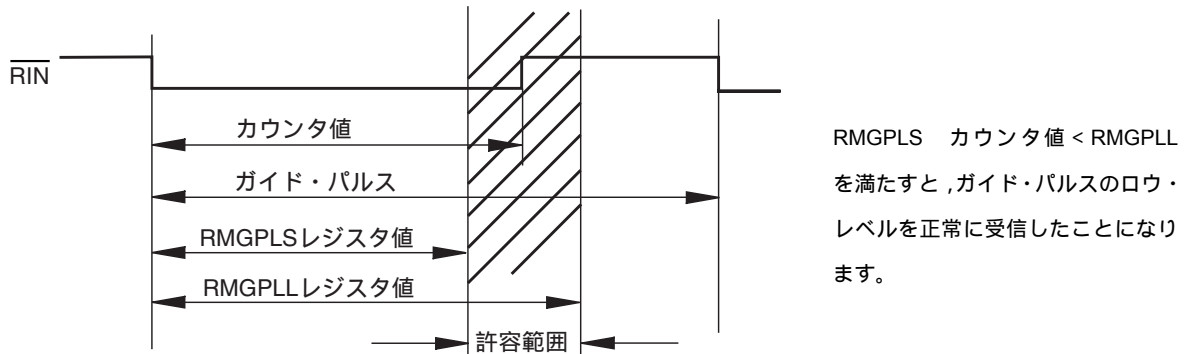 RIN
カウンタ値
ガイド・パルス
RMGPLSレジスタ値
RMGPLLレジスタ値
許容範囲
RMGPLS カウンタ値 < RMGPLL
を満たすと，ガイド・パルスのロウ・
レベルを正常に受信したことになり
ます。